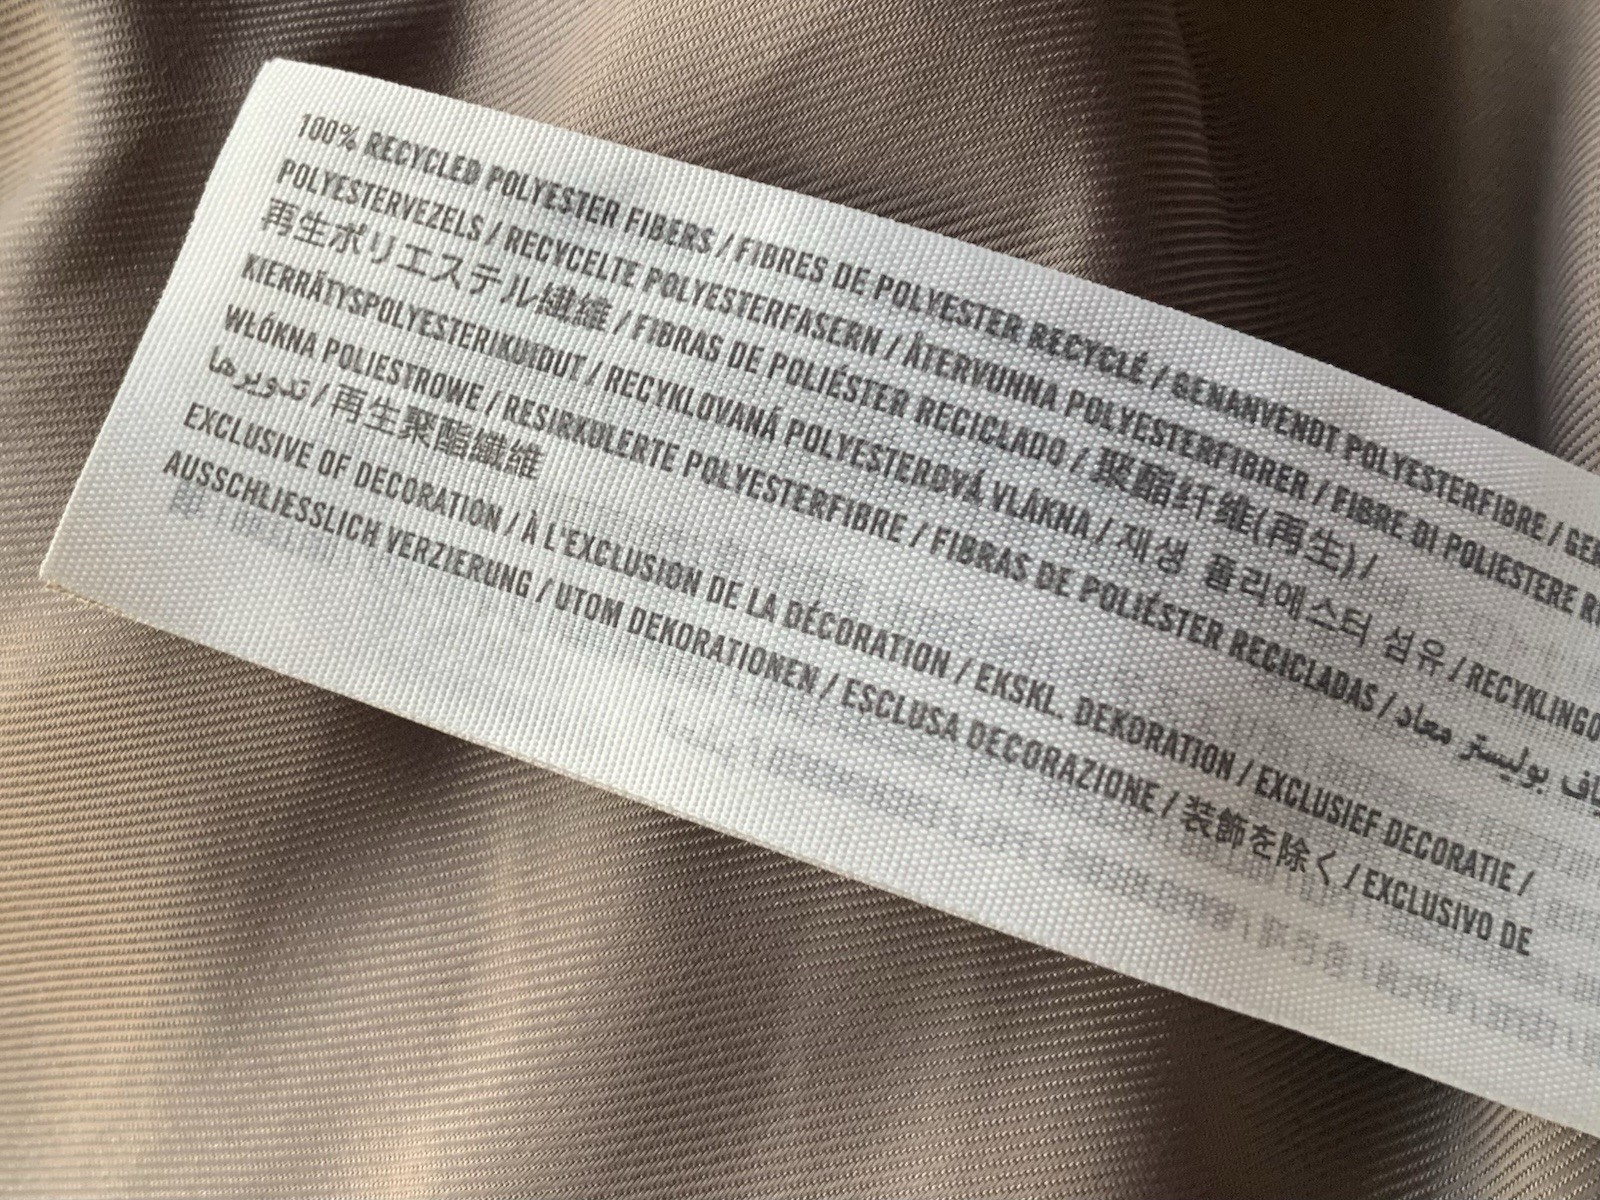 100% RECYCLED POLYESTER FIBERS / FIBRES DE POLYESTER RECYCLÉ / GENANVENDT POLYESTERFIBRE /
POLYESTERVEZELS / RECYCELTE POLYESTERFASERN / ÅTERVUNNA POLYESTERFIBRER / FIBRE DI POLIESTERE
再生ポリエステル繊維 / FIBRAS DE POLIÉSTER RECICLADO / 聚酯纤维(再生) /
KIERRÄTYSPOLYESTERIKUIDUT / RECYKLOVANÁ POLYESTEROVÁ VLÁKNA / 재생 폴리에스터 섬유 /
WŁÓKNA POLIESTROWE / RESIRKULERTE POLYESTERFIBRE / FIBRAS DE POLIÉSTER RECICLADAS / بوليستر معاد
تدويرها / 再生聚酯纖維
EXCLUSIVE OF DECORATION / À L'EXCLUSION DE LA DÉCORATION / EKSKL. DEKORATION / EXCLUSIEF DECORATIE /
AUSSCHLIESSLICH VERZIERUNG / UTOM DEKORATIONEN / ESCLUSA DECORAZIONE / 装飾を除く / EXCLUSIVO DE